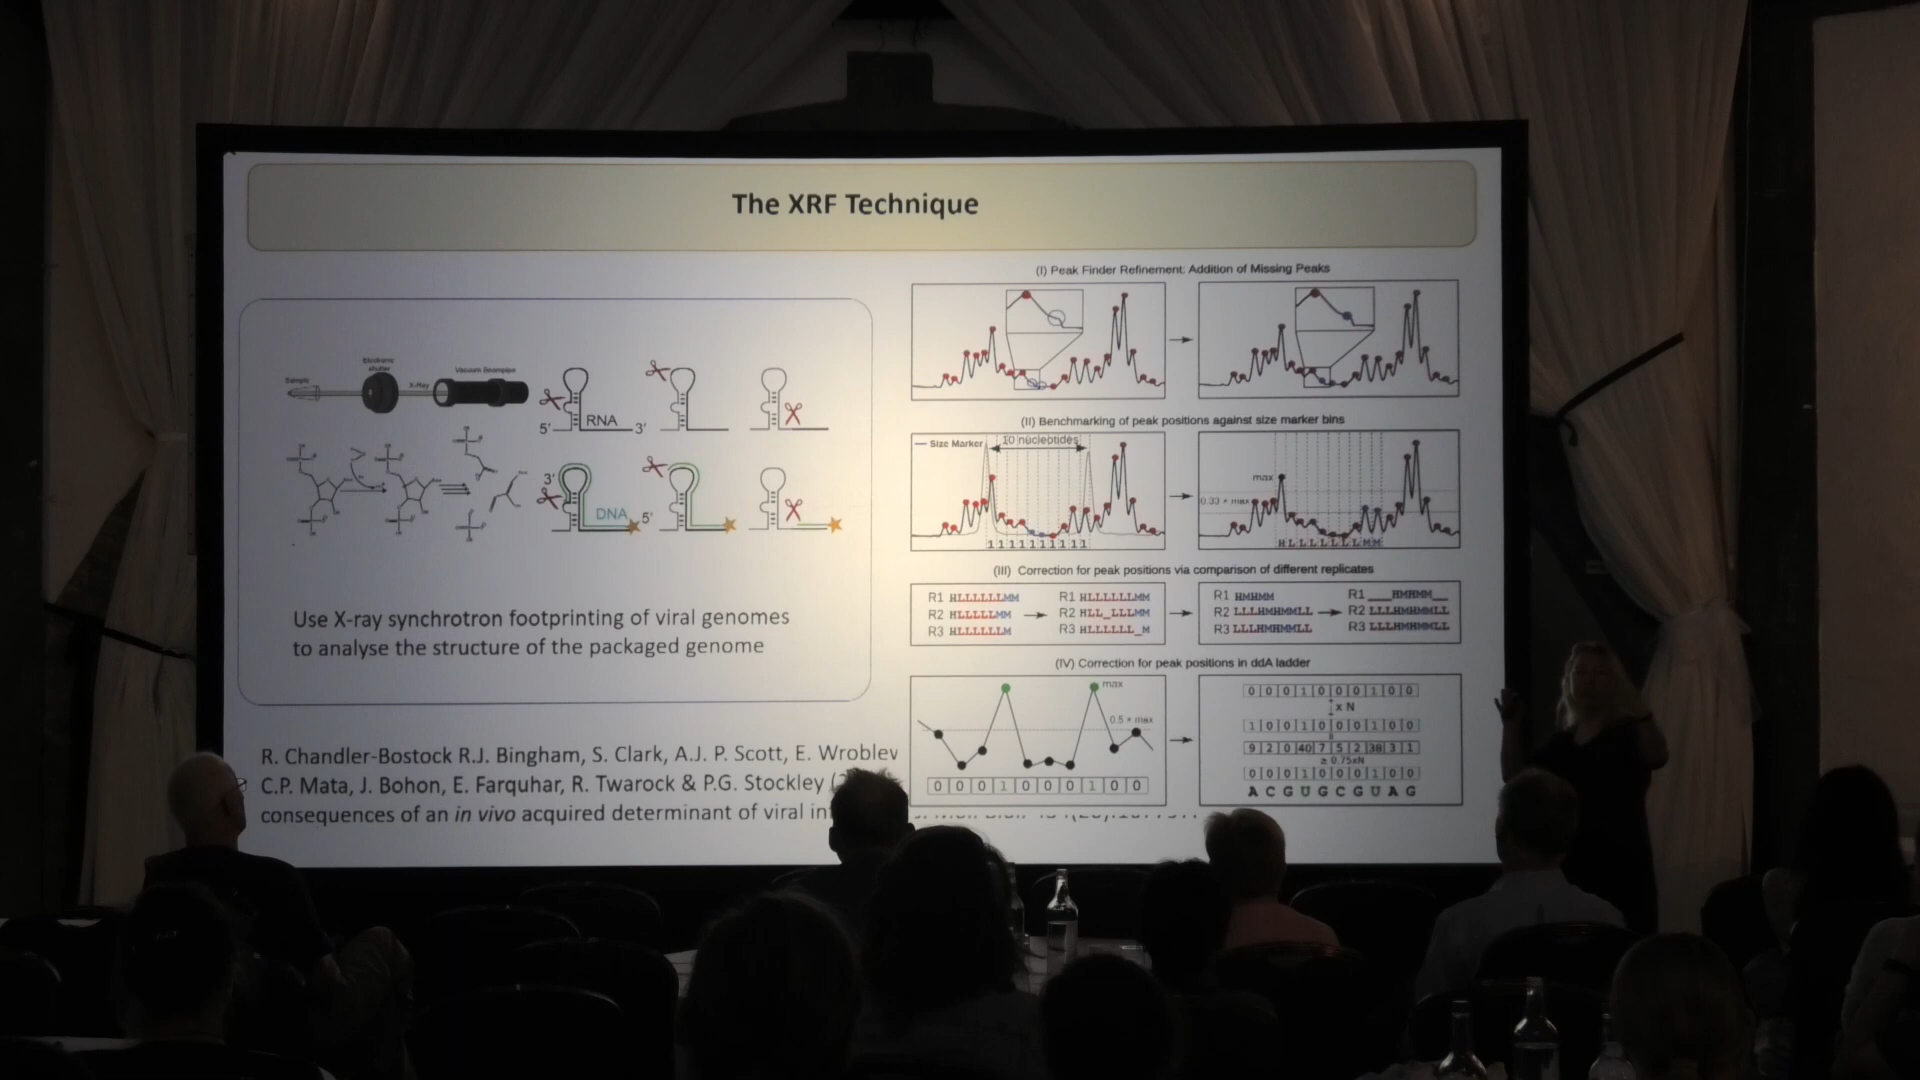 The XRF Technique
Electronic
shutter
Vacuum Beampipe
Sample
X-Ray
RNA
5′
3′
3′
DNA
5′
Use X-ray synchrotron footprinting of viral genomes
to analyse the structure of the packaged genome
R. Chandler-Bostock R.J. Bingham, S. Clark, A.J. P. Scott, E. Wroblev
C.P. Mata, J. Bohon, E. Farquhar, R. Twarock & P.G. Stockley
consequences of an in vivo acquired determinant of viral
(I) Peak Finder Refinement: Addition of Missing Peaks
(II) Benchmarking of peak positions against size marker bins
Size Marker
10 nucleotides
1 1 1 1 1 1 1 1 1 1
max
0.33 × max
H L L L L L L L M M
(III) Correction for peak positions via comparison of different replicates
R1 HLLLLLLMM R1 HLLLLLLMM R1 HMHMM R1 ___HMHMM__
R2 HLLLLLMM R2 HLL_LLLMM R2 LLLHMHMMLL R2 LLLHMHMMLL
R3 HLLLLLLM R3 HLLLLLL_M R3 LLLHMHMMLL R3 LLLHMHMMLL
(IV) Correction for peak positions in ddA ladder
max
0.5 × max
0 0 0 1 0 0 0 1 0 0
0 0 0 1 0 0 0 1 0 0
x N
1 0 0 1 0 0 0 1 0 0
9 2 0 40 7 5 2 38 3 1
≥ 0.75xN
0 0 0 1 0 0 0 1 0 0
A C G U G C G U A G